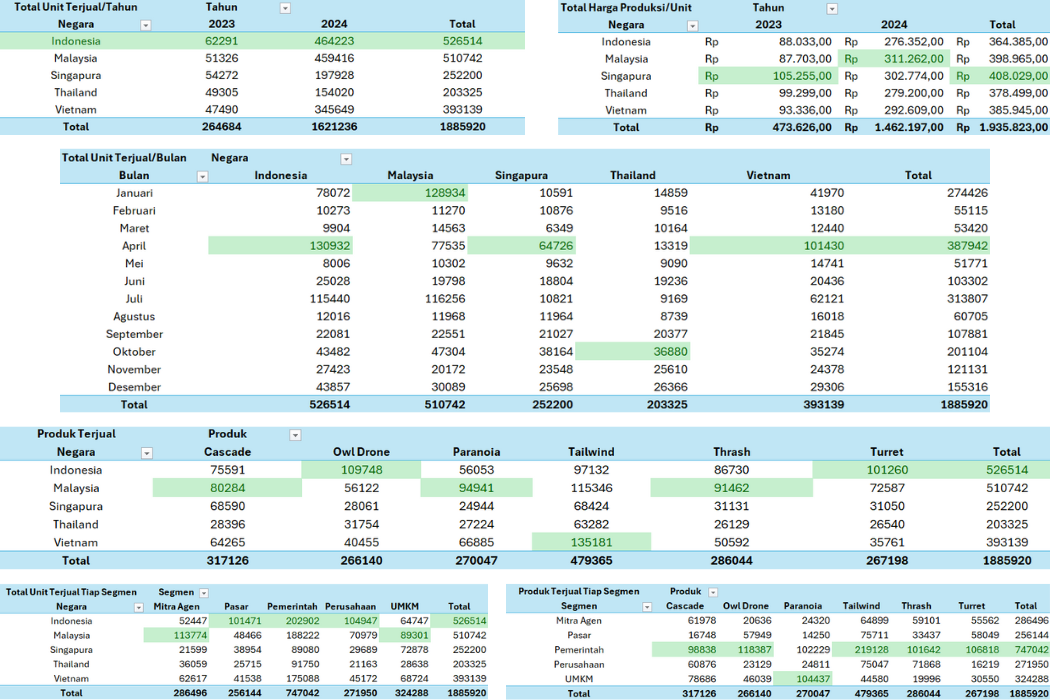 Total Unit Terjual/Tahun Tahun
Negara 2023 2024 Total
Indonesia 62291 464223 526514
Malaysia 51326 459416 510742
Singapura 54272 197928 252200
Thailand 49305 154020 203325
Vietnam 47490 345649 393139
Total 264684 1621236 1885920
Total Harga Produksi/Unit Tahun
Negara 2023 2024 Total
Indonesia Rp 88.033,00 Rp 276.352,00 Rp 364.385,00
Malaysia Rp 87.703,00 Rp 311.262,00 Rp 398.965,00
Singapura Rp 105.255,00 Rp 302.774,00 Rp 408.029,00
Thailand Rp 99.299,00 Rp 279.200,00 Rp 378.499,00
Vietnam Rp 93.336,00 Rp 292.609,00 Rp 385.945,00
Total Rp 473.626,00 Rp 1.462.197,00 Rp 1.935.823,00
Total Unit Terjual/Bulan Negara
Bulan Indonesia Malaysia Singapura Thailand Vietnam Total
Januari 78072 128934 10591 14859 41970 274426
Februari 10273 11270 10876 9516 13180 55115
Maret 9904 14563 6349 10164 12440 53420
April 130932 77535 64726 13319 101430 387942
Mei 8006 10302 9632 9090 14741 51771
Juni 25028 19798 18804 19236 20436 103302
Juli 115440 116256 10821 9169 62121 313807
Agustus 12016 11968 11964 8739 16018 60705
September 22081 22551 21027 20377 21845 107881
Oktober 43482 47304 38164 36880 35274 201104
November 27423 20172 23548 25610 24378 121131
Desember 43857 30089 25698 26366 29306 155316
Total 526514 510742 252200 203325 393139 1885920
Produk Terjual Produk
Negara Cascade Owl Drone Paranoia Tailwind Thrash Turret Total
Indonesia 75591 109748 56053 97132 86730 101260 526514
Malaysia 80284 56122 94941 115346 91462 72587 510742
Singapura 68590 28061 24944 68424 31131 31050 252200
Thailand 28396 31754 27224 63282 26129 26540 203325
Vietnam 64265 40455 66885 135181 50592 35761 393139
Total 317126 266140 270047 479365 286044 267198 1885920
Total Unit Terjual Tiap Segmen Segmen
Negara Mitra Agen Pasar Pemerintah Perusahaan UMKM Total
Indonesia 52447 101471 202902 104947 64747 526514
Malaysia 113774 48466 188222 70979 89301 510742
Singapura 21599 38954 89080 29689 72878 252200
Thailand 36059 25715 91750 21163 28638 203325
Vietnam 62617 41538 175088 45172 68724 393139
Total 286496 256144 747042 271950 324288 1885920
Produk Terjual Tiap Segmen Produk
Segmen Cascade Owl Drone Paranoia Tailwind Thrash Turret Total
Mitra Agen 61978 20636 24320 64899 59101 55562 286496
Pasar 16748 57949 14250 75711 33437 58049 256144
Pemerintah 98838 118387 102229 219128 101642 106818 747042
Perusahaan 60876 23129 24811 75047 71868 16219 271950
UMKM 78686 46039 104437 44580 19996 30550 324288
Total 317126 266140 270047 479365 286044 267198 1885920